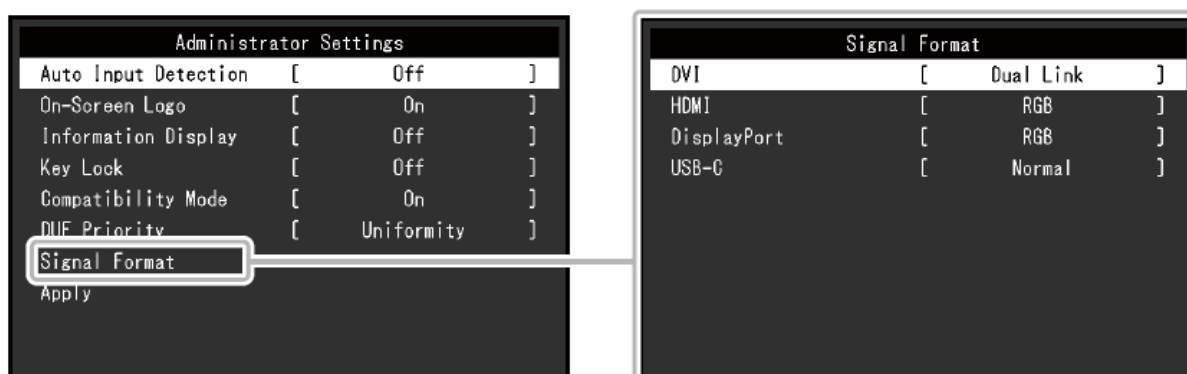 Administrator Settings
Auto Input Detection [ Off ]
On-Screen Logo [ On ]
Information Display [ Off ]
Key Lock [ Off ]
Compatibility Mode [ On ]
DUE Priority [ Uniformity ]
Signal Format
Apply
Signal Format
DVI [ Dual Link ]
HDMI [ RGB ]
DisplayPort [ RGB ]
USB-C [ Normal ]